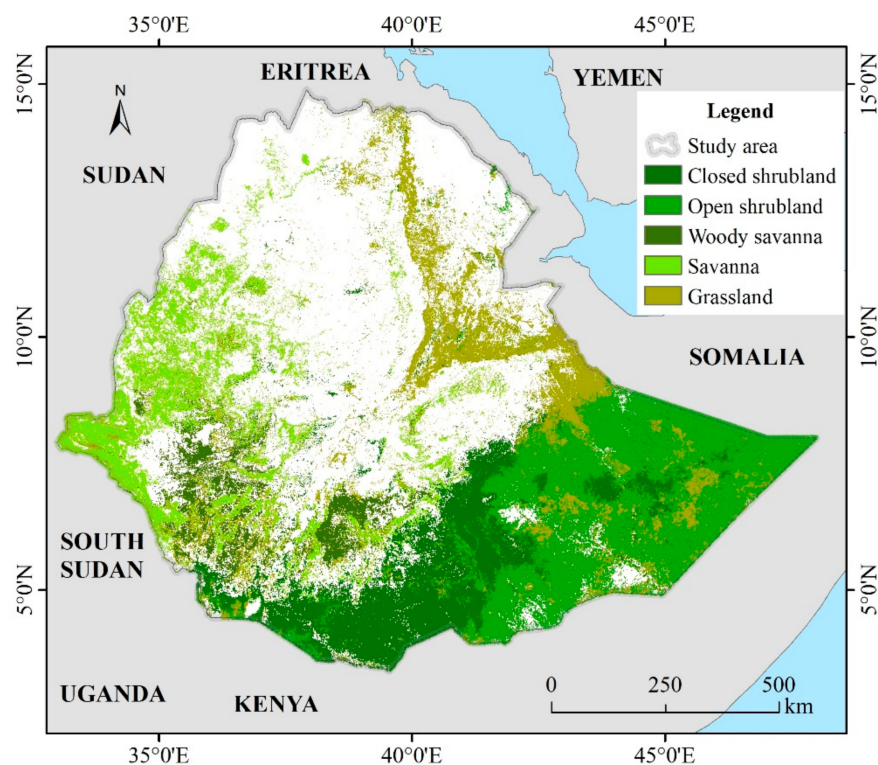 35°0'E 40°0'E 45°0'E
ERITREA
YEMEN
15°0'N
15°0'N
N
Legend
SUDAN
Study area
Closed shrubland
Open shrubland
Woody savanna
Savanna
Grassland
10°0'N
10°0'N
SOMALIA
SOUTH
SUDAN
5°0'N
5°0'N
UGANDA
KENYA
0 250 500
km
35°0'E 40°0'E 45°0'E